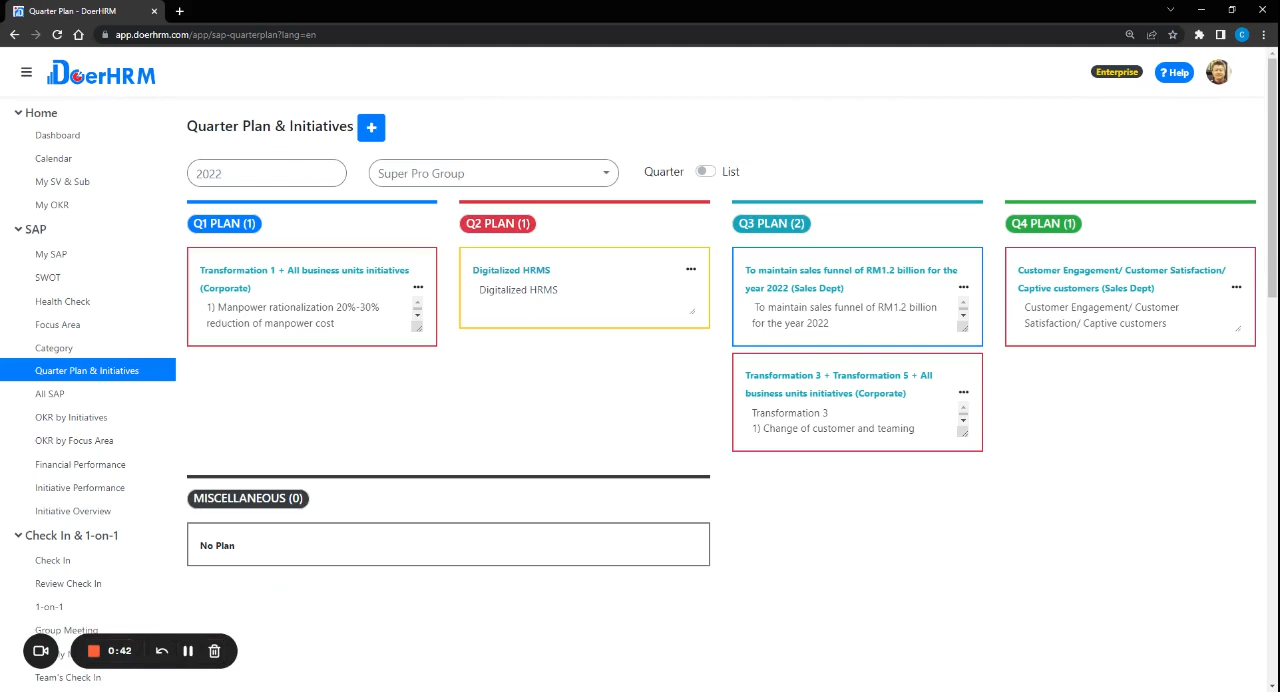 Quarter Plan - DoerHRM
app.doerhrm.com/app/sap-quarterplan?lang=en
C
DoerHRM
Enterprise
? Help
Home
Dashboard
Calendar
My SV & Sub
My OKR
SAP
My SAP
SWOT
Health Check
Focus Area
Category
Quarter Plan & Initiatives
All SAP
OKR by Initiatives
OKR by Focus Area
Financial Performance
Initiative Performance
Initiative Overview
Check In & 1-on-1
Check In
Review Check In
1-on-1
Group Meeting
Team's Check In
0:42
Quarter Plan & Initiatives
2022
Super Pro Group
Quarter
List
Q1 PLAN (1)
Transformation 1 + All business units initiatives
(Corporate)
1) Manpower rationalization 20%-30%
reduction of manpower cost
Q2 PLAN (1)
Digitalized HRMS
Digitalized HRMS
Q3 PLAN (2)
To maintain sales funnel of RM1.2 billion for the
year 2022 (Sales Dept)
To maintain sales funnel of RM1.2 billion
for the year 2022
Transformation 3 + Transformation 5 + All
business units initiatives (Corporate)
Transformation 3
1) Change of customer and teaming
Q4 PLAN (1)
Customer Engagement/ Customer Satisfaction/
Captive customers (Sales Dept)
Customer Engagement/ Customer
Satisfaction/ Captive customers
MISCELLANEOUS (0)
No Plan